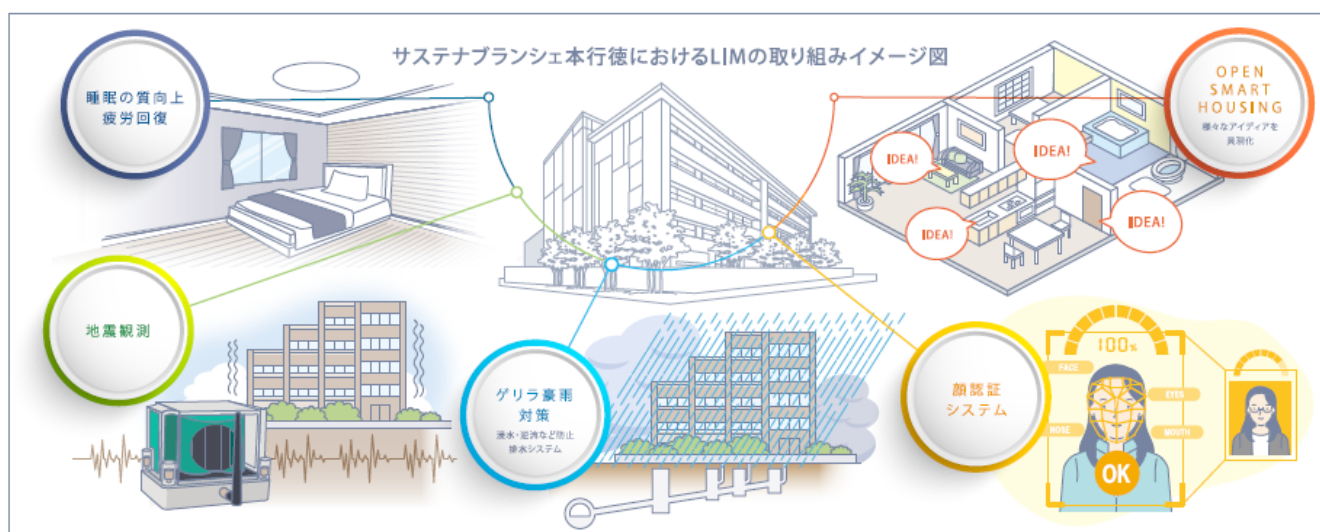 サステナブランシェ本行徳におけるLIMの取り組みイメージ図
睡眠の質向上
疲労回復
OPEN
SMART
HOUSING
様々なアイディアを
具現化
IDEA!
IDEA!
IDEA!
IDEA!
地震観測
ゲリラ豪雨
対策
浸水・逆流など防止
排水システム
顔認証
システム
100%
FACE
EYES
NOSE
MOUTH
OK